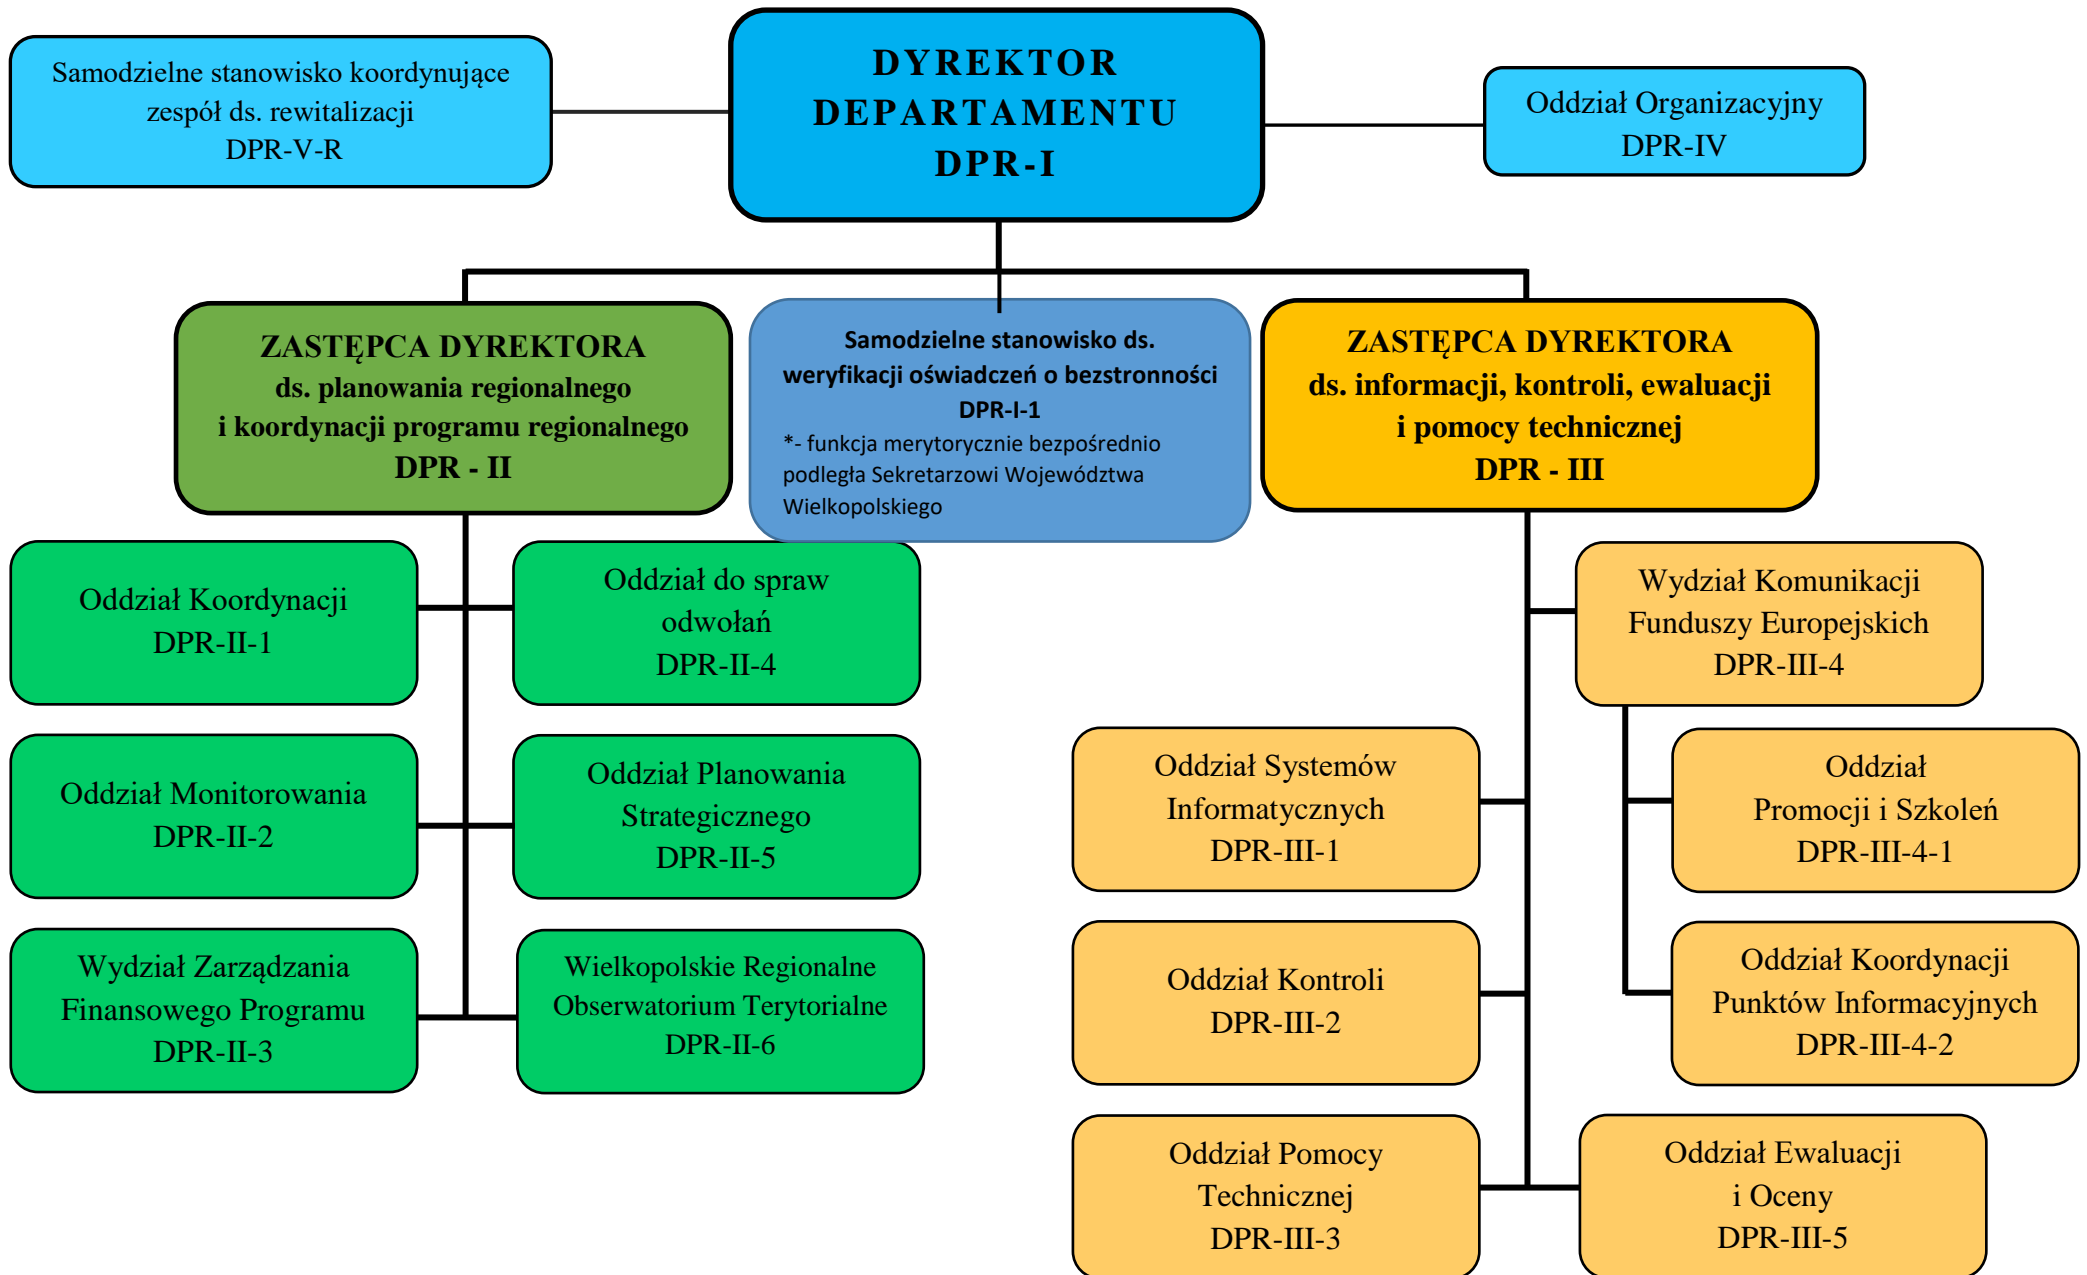 Samodzielne stanowisko koordynujące
zespół ds. rewitalizacji
DPR-V-R
DYREKTOR
DEPARTAMENTU
DPR-I
Oddział Organizacyjny
DPR-IV
ZASTĘPCA DYREKTORA
ds. planowania regionalnego
i koordynacji programu regionalnego
DPR - II
Samodzielne stanowisko ds.
weryfikacji oświadczeń o bezstronności
DPR-I-1
*- funkcja merytorycznie bezpośrednio
podległa Sekretarzowi Województwa
Wielkopolskiego
ZASTĘPCA DYREKTORA
ds. informacji, kontroli, ewaluacji
i pomocy technicznej
DPR - III
Oddział Koordynacji
DPR-II-1
Oddział do spraw
odwołań
DPR-II-4
Oddział Monitorowania
DPR-II-2
Oddział Planowania
Strategicznego
DPR-II-5
Wydział Zarządzania
Finansowego Programu
DPR-II-3
Wielkopolskie Regionalne
Obserwatorium Terytorialne
DPR-II-6
Wydział Komunikacji
Funduszy Europejskich
DPR-III-4
Oddział Systemów
Informatycznych
DPR-III-1
Oddział
Promocji i Szkoleń
DPR-III-4-1
Oddział Kontroli
DPR-III-2
Oddział Koordynacji
Punktów Informacyjnych
DPR-III-4-2
Oddział Pomocy
Technicznej
DPR-III-3
Oddział Ewaluacji
i Oceny
DPR-III-5